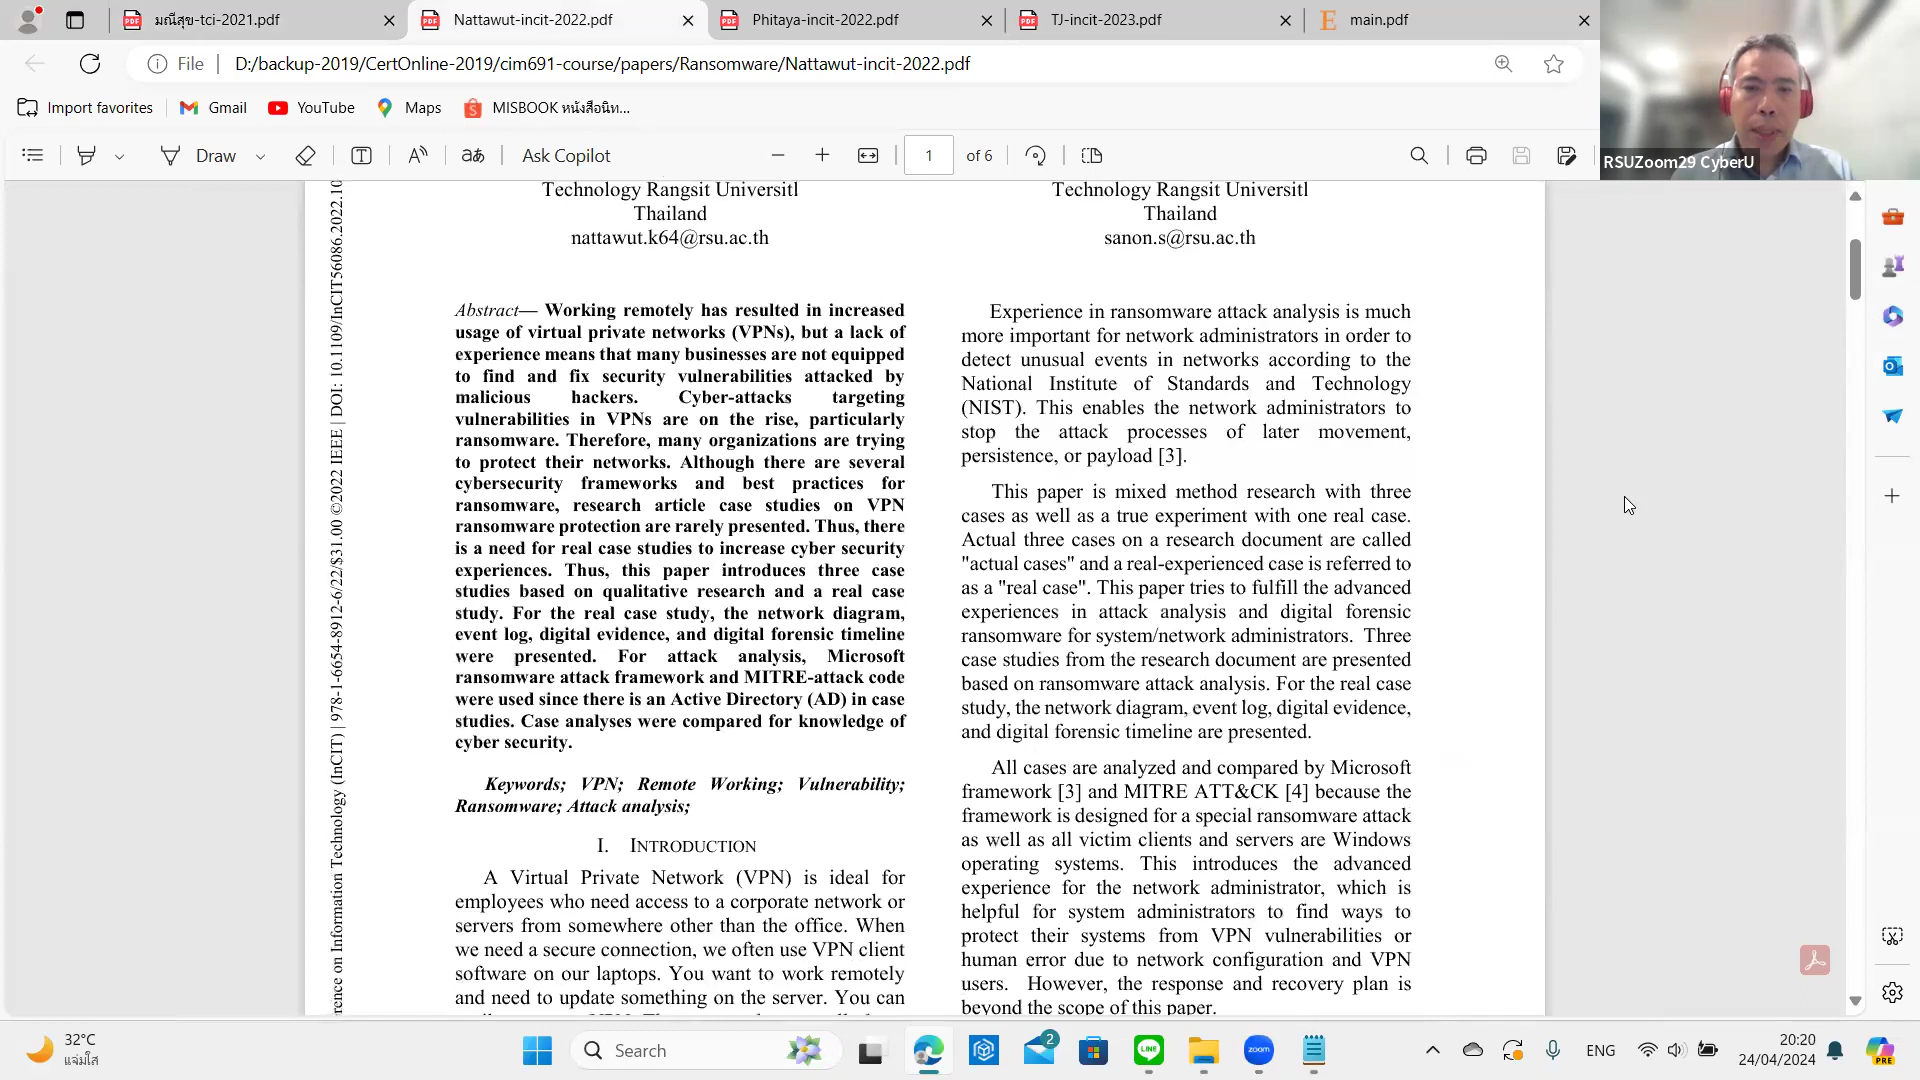 มณีสุข-tci-2021.pdf
Nattawut-incit-2022.pdf
Phitaya-incit-2022.pdf
TJ-incit-2023.pdf
main.pdf
File
D:/backup-2019/CertOnline-2019/cim691-course/papers/Ransomware/Nattawut-incit-2022.pdf
Import favorites
Gmail
YouTube
Maps
MISBOOK หนังสือนิท...
Draw
Ask Copilot
1 of 6
RSUZoom29 CyberU
rence on Information Technology (InCIT) | 978-1-6654-8912-6/22/$31.00 ©2022 IEEE | DOI: 10.1109/InCIT56086.2022.10
Technology Rangsit Universitl
Thailand
nattawut.k64@rsu.ac.th
Technology Rangsit Universitl
Thailand
sanon.s@rsu.ac.th
Abstract— Working remotely has resulted in increased
usage of virtual private networks (VPNs), but a lack of
experience means that many businesses are not equipped
to find and fix security vulnerabilities attacked by
malicious hackers. Cyber-attacks targeting
vulnerabilities in VPNs are on the rise, particularly
ransomware. Therefore, many organizations are trying
to protect their networks. Although there are several
cybersecurity frameworks and best practices for
ransomware, research article case studies on VPN
ransomware protection are rarely presented. Thus, there
is a need for real case studies to increase cyber security
experiences. Thus, this paper introduces three case
studies based on qualitative research and a real case
study. For the real case study, the network diagram,
event log, digital evidence, and digital forensic timeline
were presented. For attack analysis, Microsoft
ransomware attack framework and MITRE-attack code
were used since there is an Active Directory (AD) in case
studies. Case analyses were compared for knowledge of
cyber security.
Keywords; VPN; Remote Working; Vulnerability;
Ransomware; Attack analysis;
I. INTRODUCTION
A Virtual Private Network (VPN) is ideal for
employees who need access to a corporate network or
servers from somewhere other than the office. When
we need a secure connection, we often use VPN client
software on our laptops. You want to work remotely
and need to update something on the server. You can
Experience in ransomware attack analysis is much
more important for network administrators in order to
detect unusual events in networks according to the
National Institute of Standards and Technology
(NIST). This enables the network administrators to
stop the attack processes of later movement,
persistence, or payload [3].
This paper is mixed method research with three
cases as well as a true experiment with one real case.
Actual three cases on a research document are called
"actual cases" and a real-experienced case is referred to
as a "real case". This paper tries to fulfill the advanced
experiences in attack analysis and digital forensic
ransomware for system/network administrators. Three
case studies from the research document are presented
based on ransomware attack analysis. For the real case
study, the network diagram, event log, digital evidence,
and digital forensic timeline are presented.
All cases are analyzed and compared by Microsoft
framework [3] and MITRE ATT&CK [4] because the
framework is designed for a special ransomware attack
as well as all victim clients and servers are Windows
operating systems. This introduces the advanced
experience for the network administrator, which is
helpful for system administrators to find ways to
protect their systems from VPN vulnerabilities or
human error due to network configuration and VPN
users. However, the response and recovery plan is
beyond the scope of this paper.
32°C
แจ่มใส
Search
2
LINE
zoom
ENG
20:20
24/04/2024
PRE